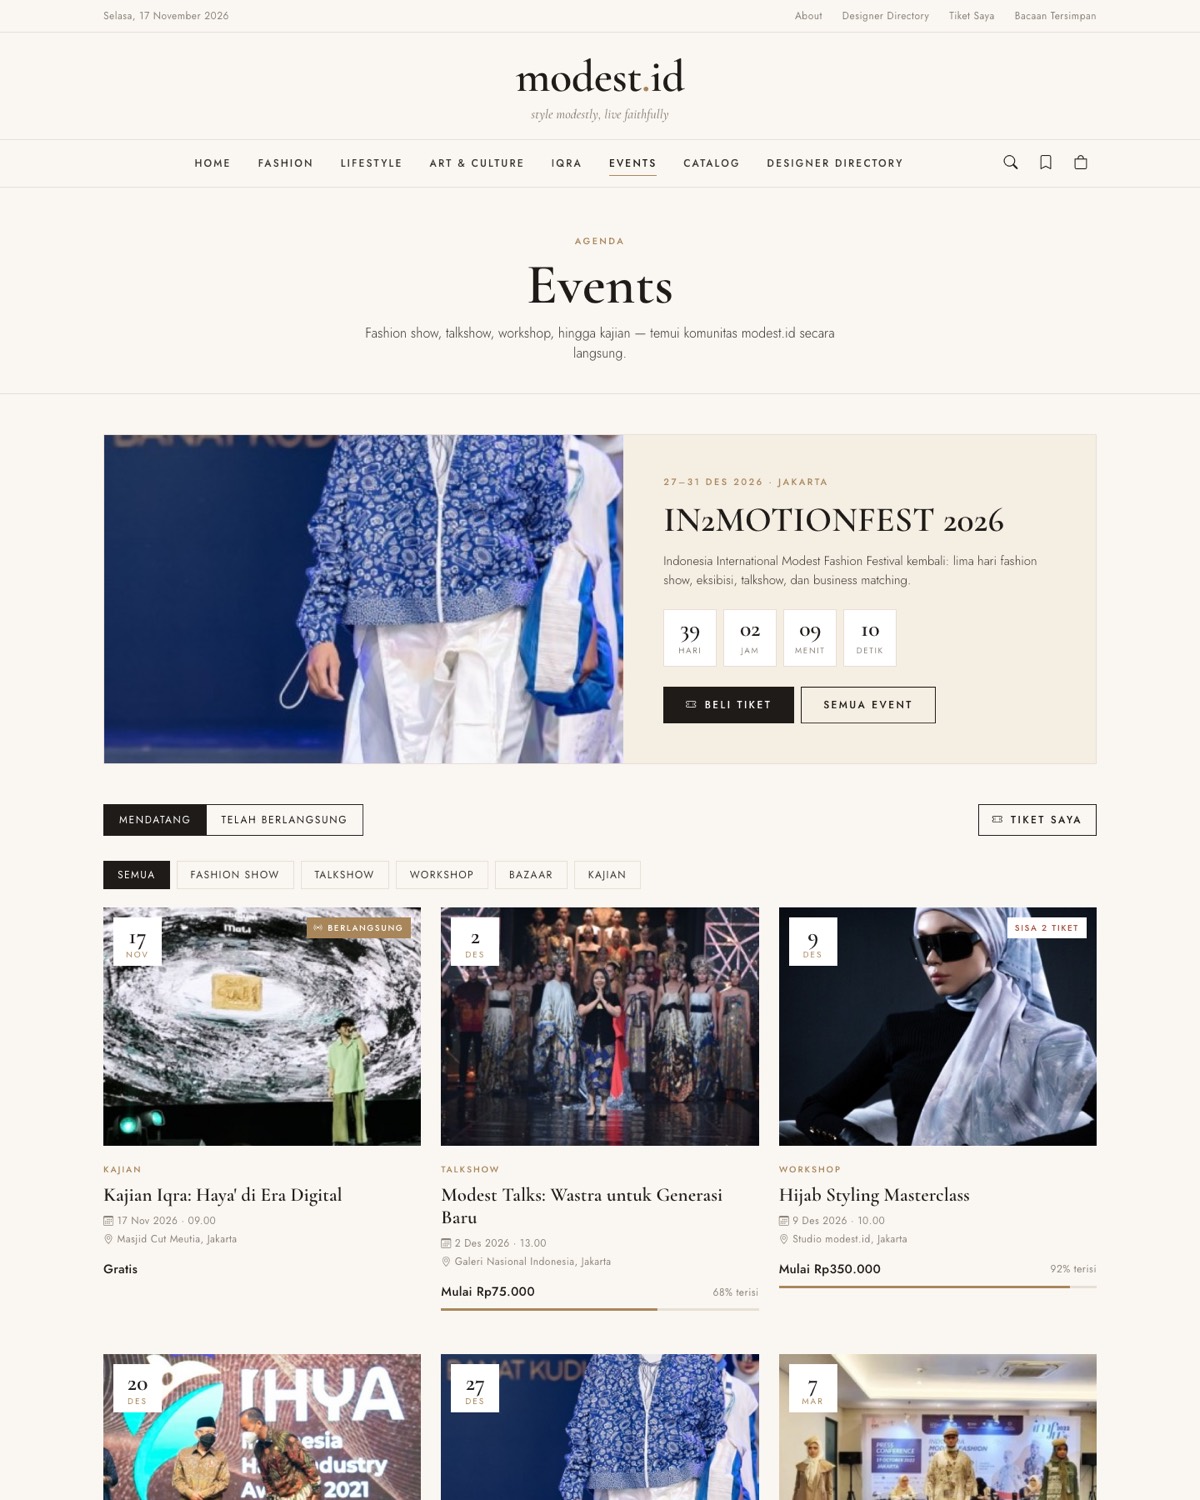 Selasa, 17 November 2026
About
Designer Directory
Tiket Saya
Bacaan Tersimpan
modest.id
style modestly, live faithfully
HOME
FASHION
LIFESTYLE
ART & CULTURE
IQRA
EVENTS
CATALOG
DESIGNER DIRECTORY
AGENDA
Events
Fashion show, talkshow, workshop, hingga kajian — temui komunitas modest.id secara
langsung.
27–31 DES 2026 · JAKARTA
IN2MOTIONFEST 2026
Indonesia International Modest Fashion Festival kembali: lima hari fashion
show, eksibisi, talkshow, dan business matching.
39
HARI
02
JAM
09
MENIT
10
DETIK
BELI TIKET
SEMUA EVENT
MENDATANG
TELAH BERLANGSUNG
TIKET SAYA
SEMUA
FASHION SHOW
TALKSHOW
WORKSHOP
BAZAAR
KAJIAN
17
NOV
BERLANGSUNG
KAJIAN
Kajian Iqra: Haya' di Era Digital
17 Nov 2026 · 09.00
Masjid Cut Meutia, Jakarta
Gratis
2
DES
TALKSHOW
Modest Talks: Wastra untuk Generasi
Baru
2 Des 2026 · 13.00
Galeri Nasional Indonesia, Jakarta
Mulai Rp75.000
68% terisi
9
DES
SISA 2 TIKET
WORKSHOP
Hijab Styling Masterclass
9 Des 2026 · 10.00
Studio modest.id, Jakarta
Mulai Rp350.000
92% terisi
20
DES
IHYA
2021
27
DES
7
MAR
PRESS
CONFERENCE
JAKARTA